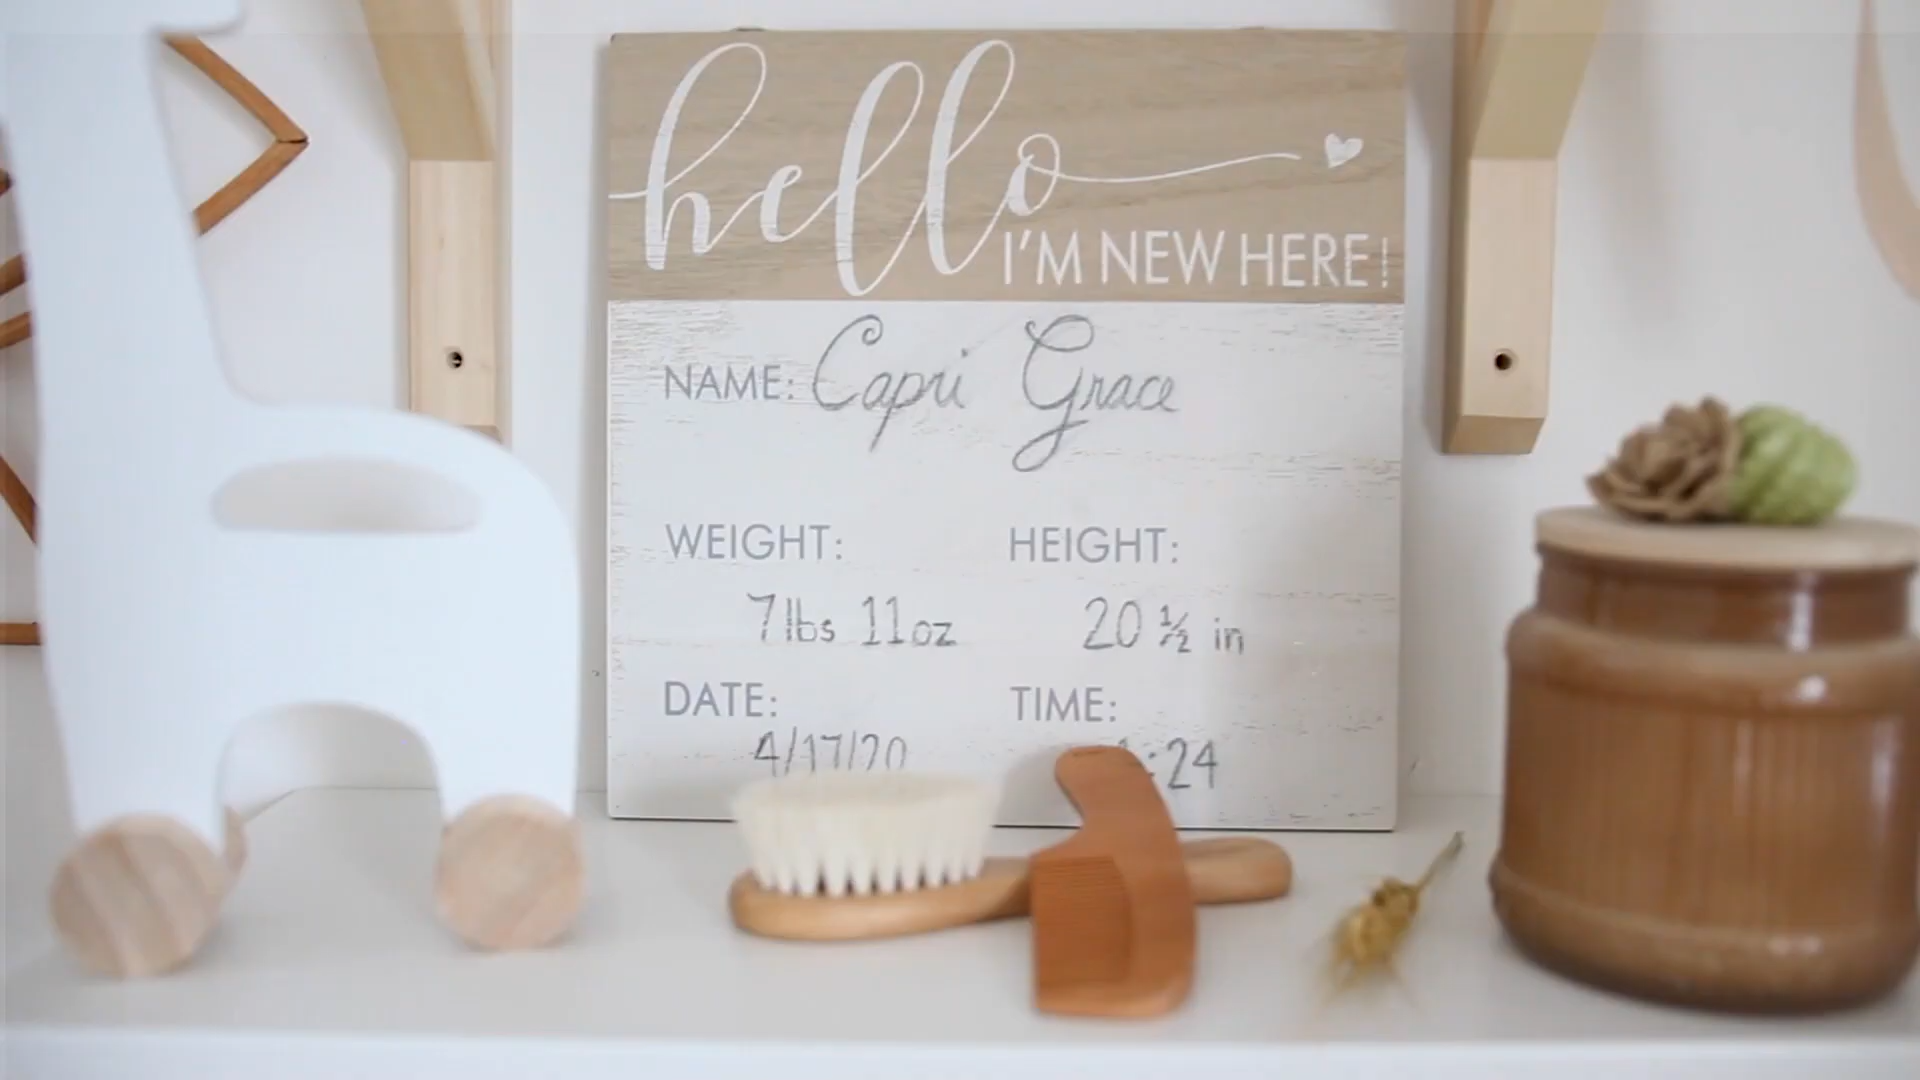 hello
I'M NEW HERE!
NAME: Capri Grace
WEIGHT: HEIGHT:
7lbs 11oz 20 ½ in
DATE: TIME:
4/17/20 :24